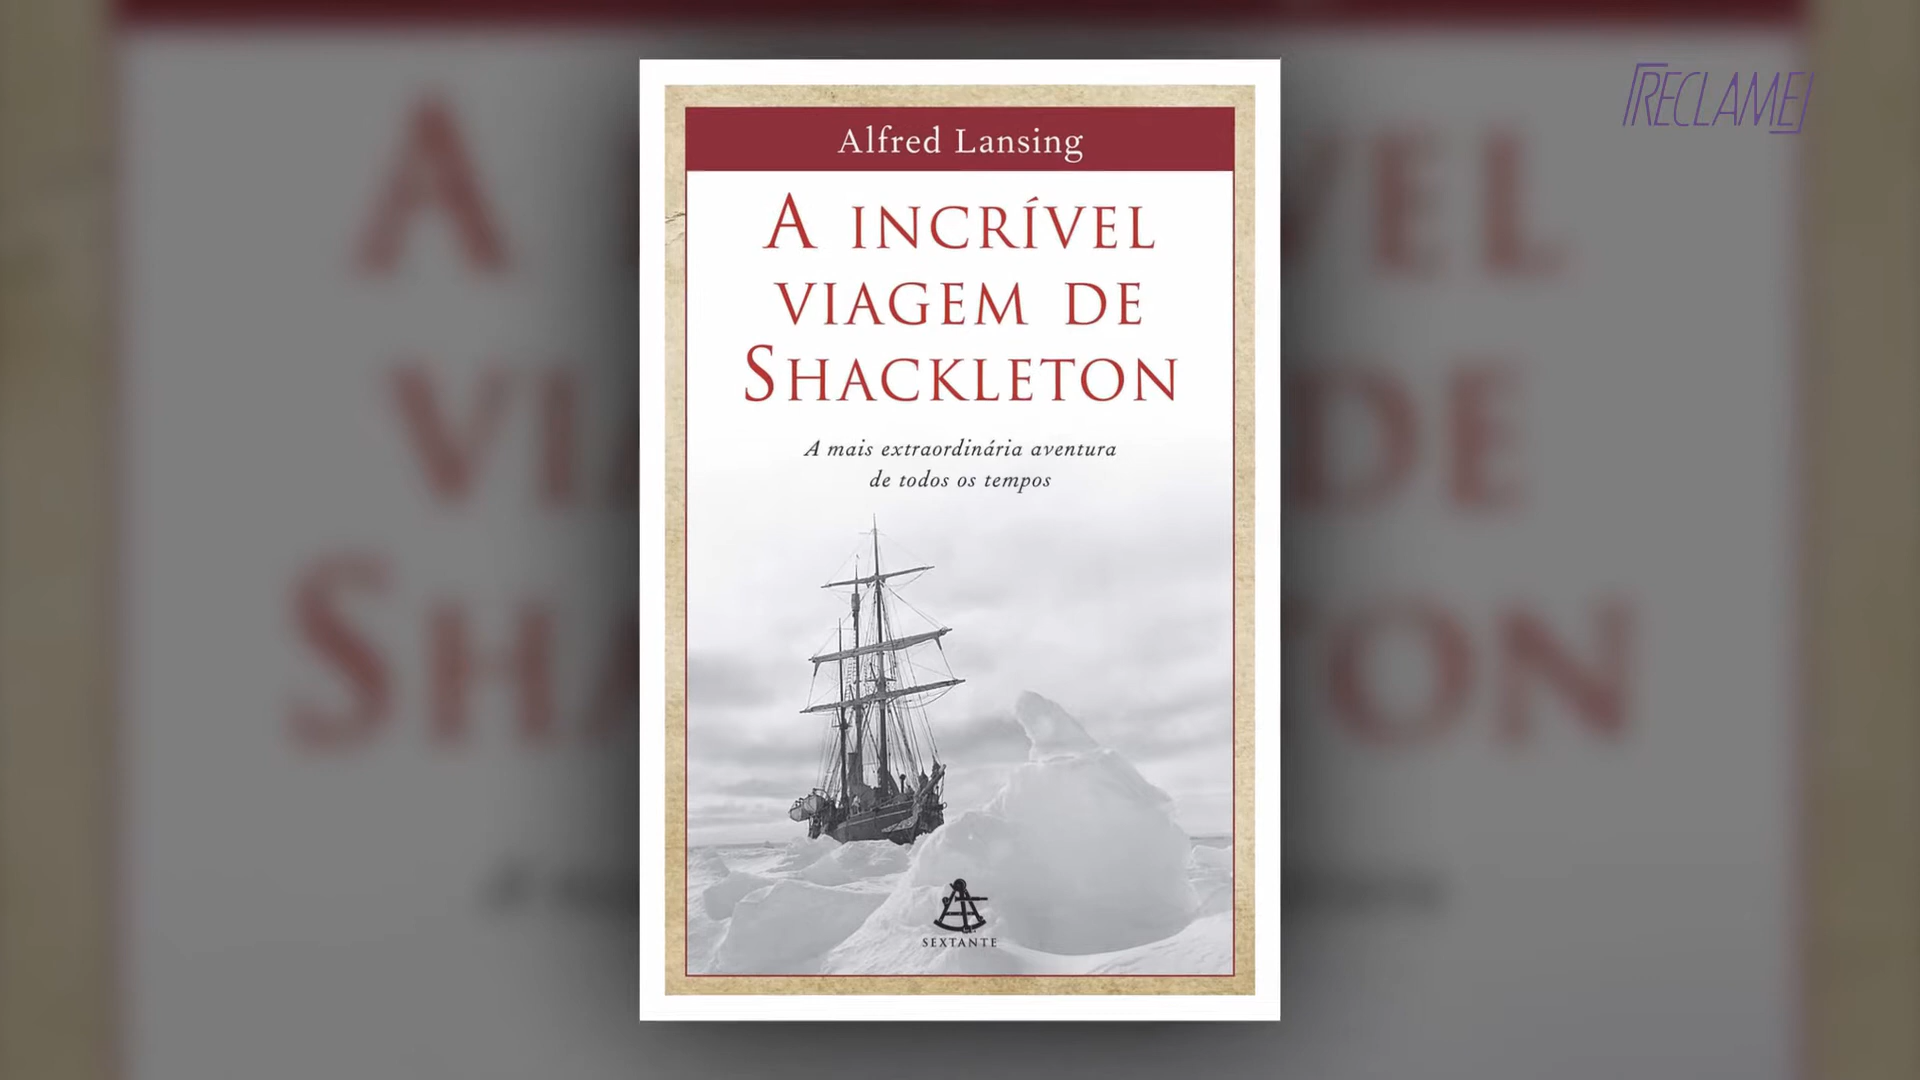 RECLAME
Alfred Lansing
A INCRÍVEL
VIAGEM DE
SHACKLETON
A mais extraordinária aventura
de todos os tempos
SEXTANTE